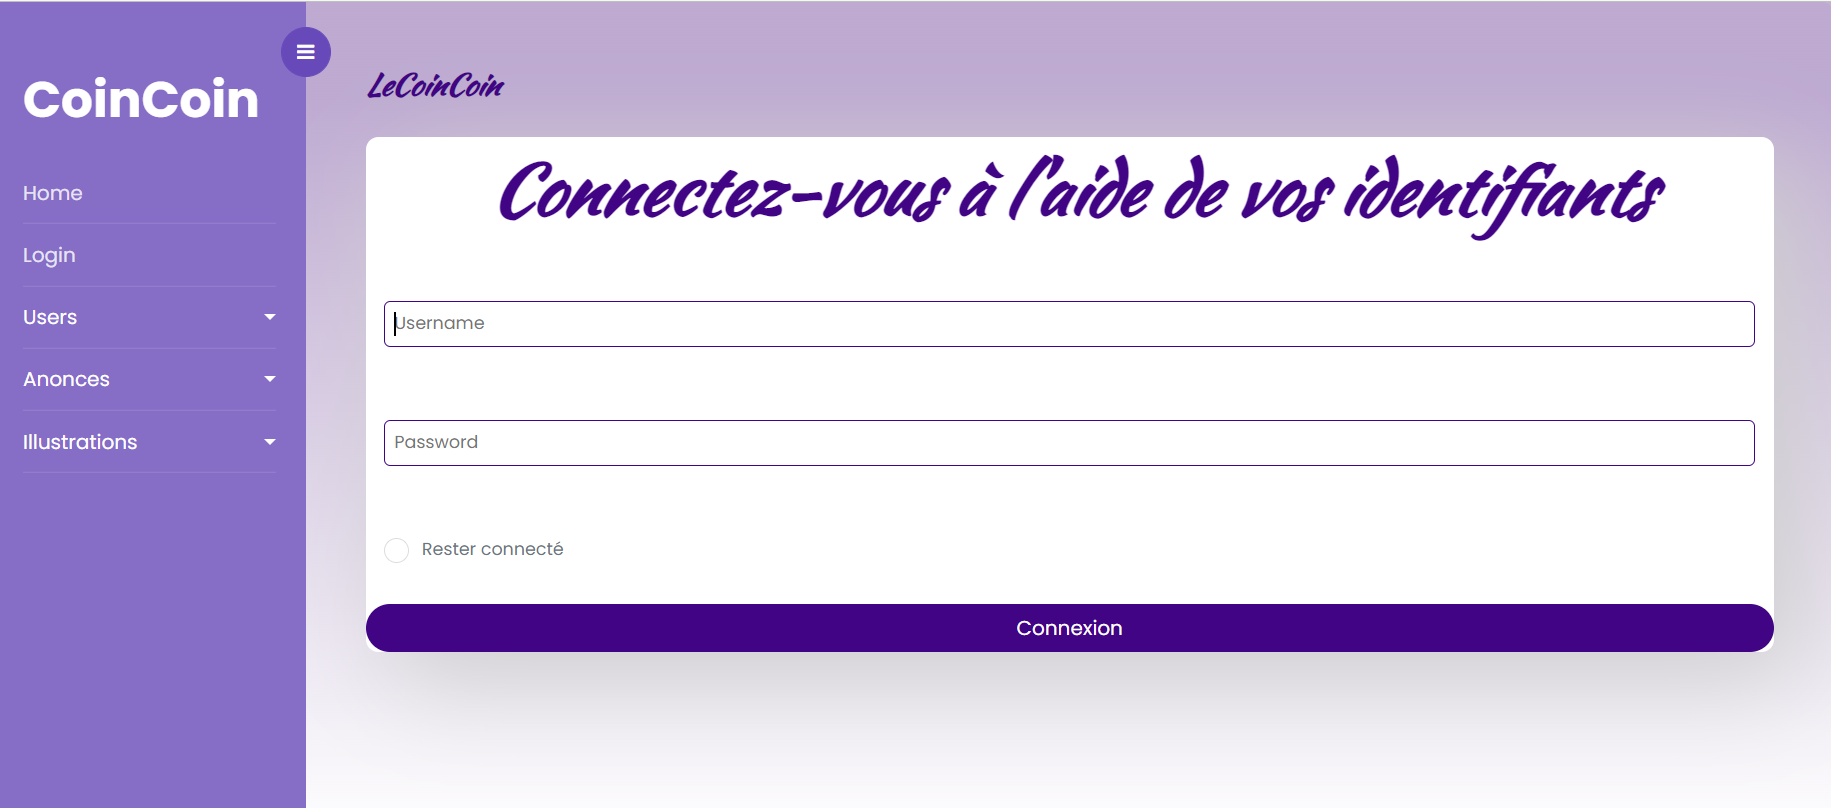 CoinCoin
Home
Login
Users
Anonces
Illustrations
LeCoinCoin
Connectez-vous à l'aide de vos identifiants
Username
Password
Rester connecté
Connexion